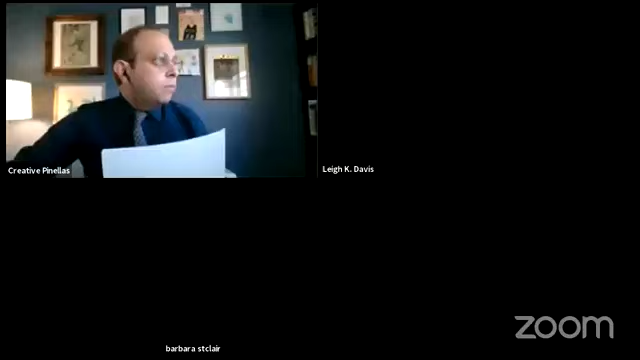 Creative Pinellas
Leigh K. Davis
barbara stclair
zoom